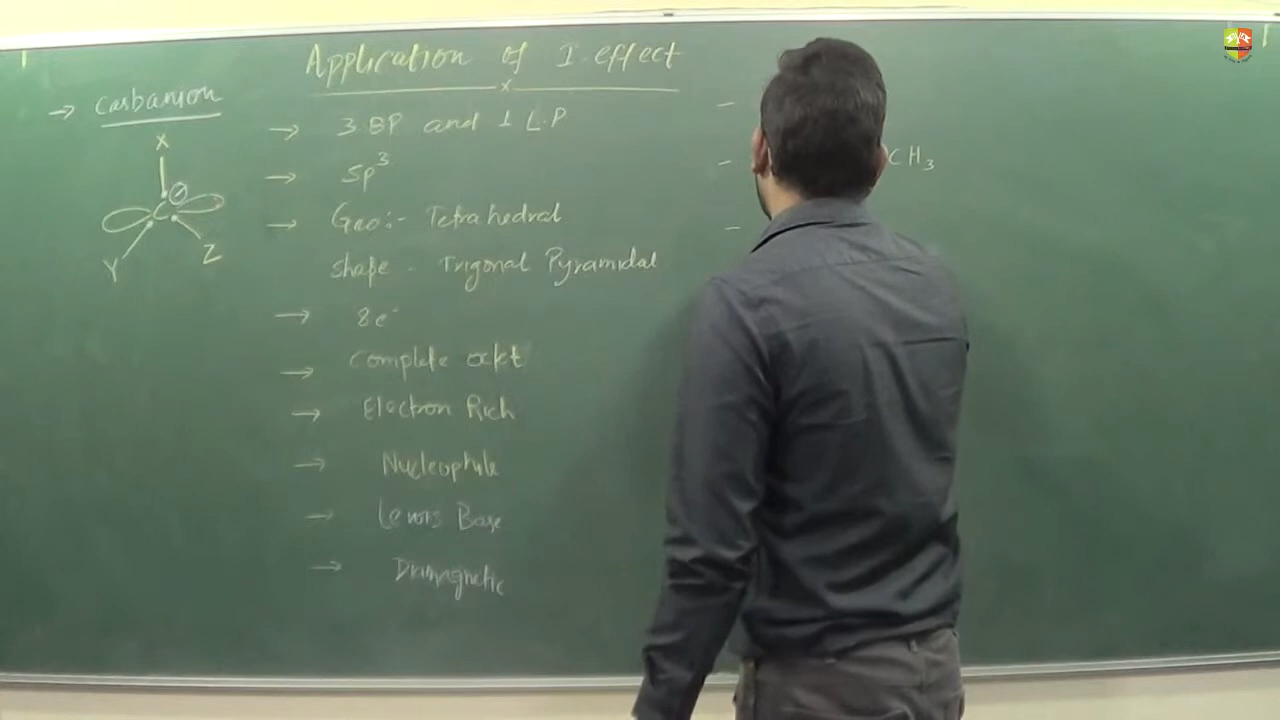 Application of I-effect
x
→ Carbanion
X
C
Y
Z
→ 3 BP and 1 L.P
→ Sp³
→ Geo:- Tetrahedral
Shape - Trigonal Pyramidal
→ 8e⁻
→ Complete octet
→ Electron Rich
→ Nucleophile
→ Lewis Base
→ Diamagnetic
-
- CH₃
-